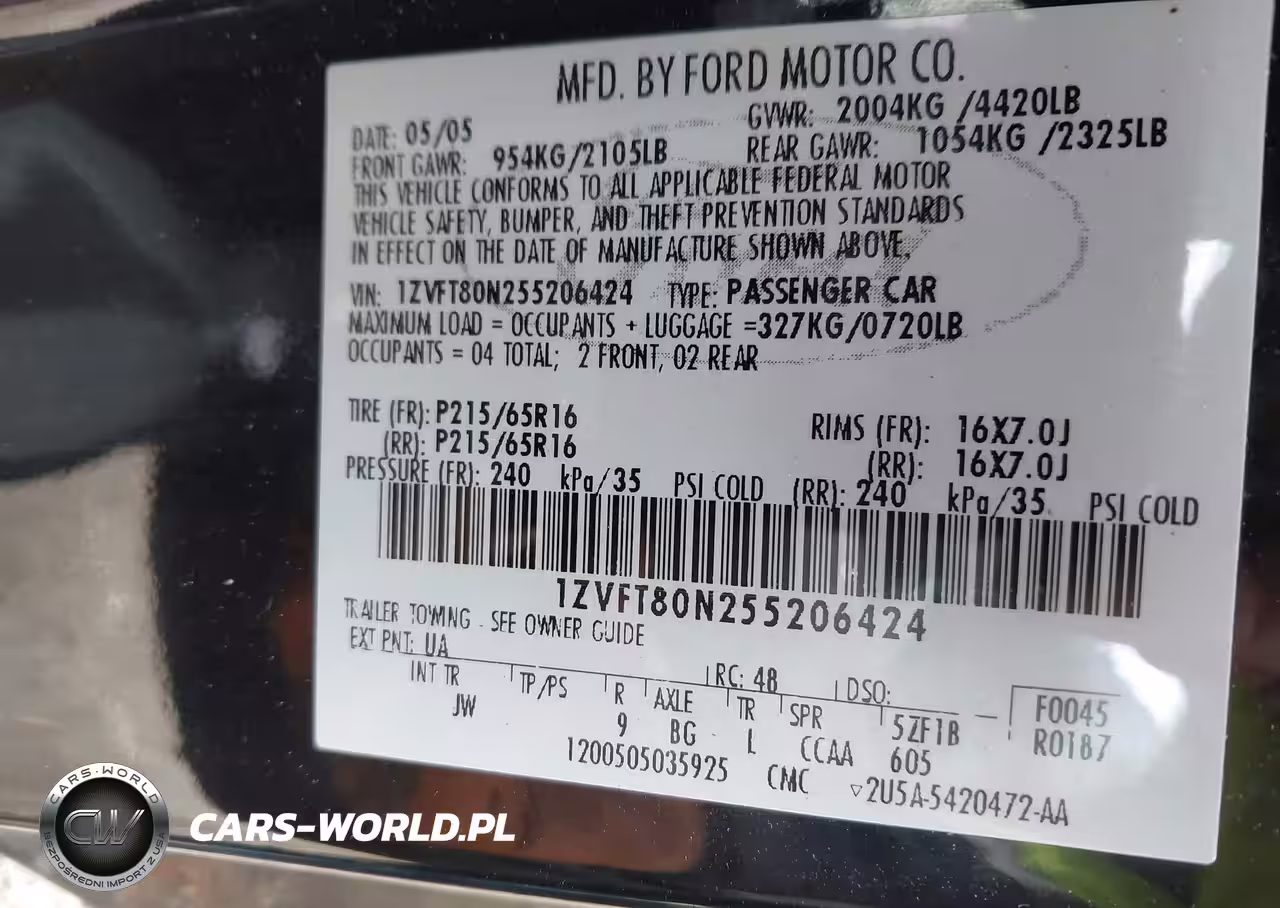 MFD. BY FORD MOTOR CO.
DATE: 05/05 GVWR: 2004KG /4420LB
FRONT GAWR: 954KG/2105LB REAR GAWR: 1054KG /2325LB
THIS VEHICLE CONFORMS TO ALL APPLICABLE FEDERAL MOTOR
VEHICLE SAFETY, BUMPER, AND THEFT PREVENTION STANDARDS
IN EFFECT ON THE DATE OF MANUFACTURE SHOWN ABOVE.
VIN: 1ZVFT80N255206424 TYPE: PASSENGER CAR
MAXIMUM LOAD = OCCUPANTS + LUGGAGE =327KG/0720LB
OCCUPANTS = 04 TOTAL; 2 FRONT, 02 REAR
TIRE (FR): P215/65R16 RIMS (FR): 16X7.0J
(RR): P215/65R16 (RR): 16X7.0J
PRESSURE (FR): 240 kPa/35 PSI COLD (RR): 240 kPa/35 PSI COLD
1ZVFT80N255206424
TRAILER TOWING - SEE OWNER GUIDE
EXT PNT: UA RC: 48 DSO: F0045
INT TR TP/PS R AXLE TR SPR 5ZF1B R0187
JW 9 BG L CCAA 605
1200505035925 CMC ▽2U5A-5420472-AA
CARS-WORLD
CW
BEZPOŚREDNI IMPORT Z USA
CARS-WORLD.PL